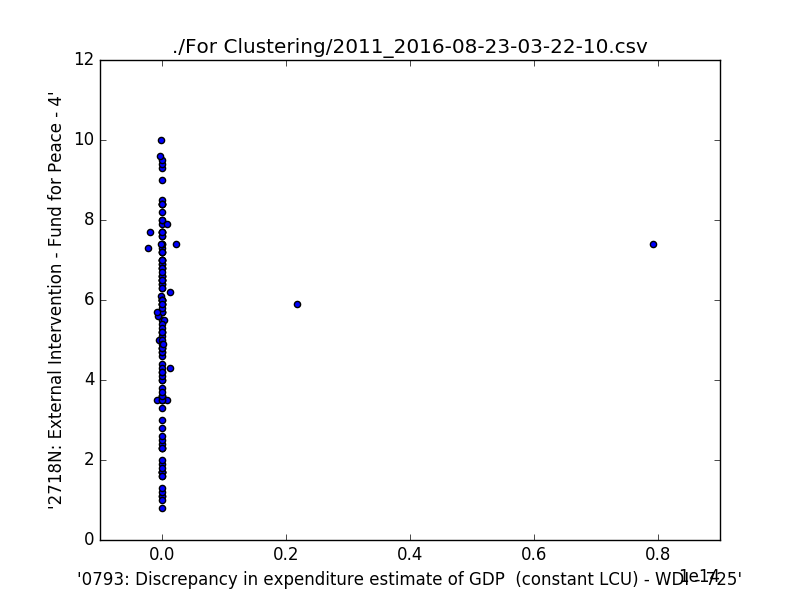 ./For Clustering/2011_2016-08-23-03-22-10.csv
12
10
8
6
4
2
0
'2718N: External Intervention - Fund for Peace - 4'
0.0 0.2 0.4 0.6 0.8
1e14
'0793: Discrepancy in expenditure estimate of GDP  (constant LCU) - WDI - 725'